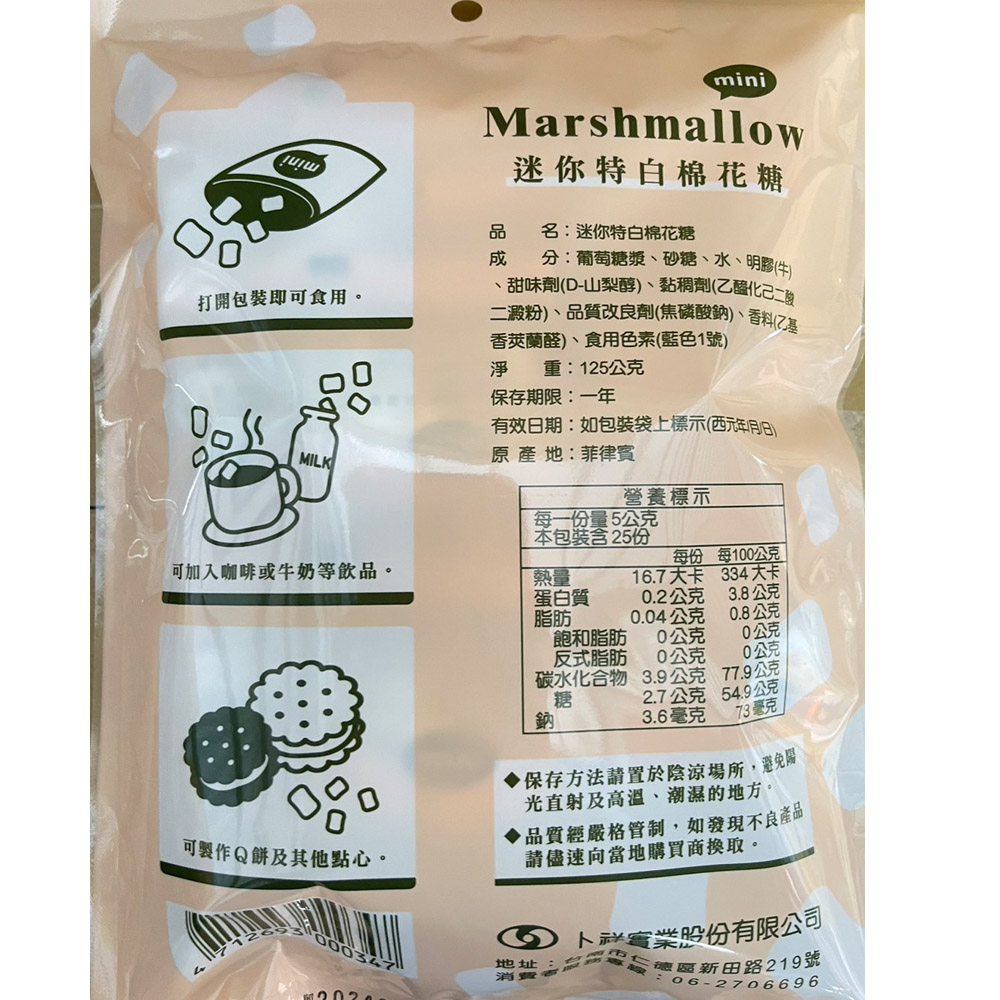 mini
Marshmallow
迷你特白棉花糖
mini
打開包裝即可食用。
MILK
可加入咖啡或牛奶等飲品。
可製作Q餅及其他點心。
品　名：迷你特白棉花糖
成　分：葡萄糖漿、砂糖、水、明膠(牛)
、甜味劑(D-山梨醇)、黏稠劑(乙醯化己二酸
二澱粉)、品質改良劑(焦磷酸鈉)、香料(乙基
香莢蘭醛)、食用色素(藍色1號)
淨　重：125公克
保存期限：一年
有效日期：如包裝袋上標示(西元年/月/日)
原產地：菲律賓
營養標示
每一份量5公克
本包裝含25份
每份 每100公克
熱量 16.7大卡 334大卡
蛋白質 0.2公克 3.8公克
脂肪 0.04公克 0.8公克
飽和脂肪 0公克 0公克
反式脂肪 0公克 0公克
碳水化合物 3.9公克 77.9公克
糖 2.7公克 54.9公克
鈉 3.6毫克 73毫克
◆保存方法請置於陰涼場所，避免陽
光直射及高溫、潮濕的地方。
◆品質經嚴格管制，如發現不良產品
請儘速向當地購買商換取。
卜祥實業股份有限公司
地址：台南市仁德區新田路219號
消費者服務專線：06-2706696
4 712693 000347